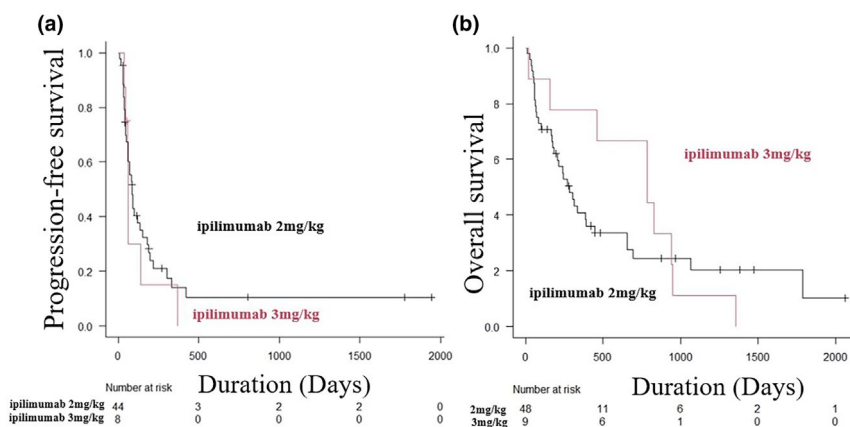 (a)
Progression-free survival
1.0
0.8
0.6
0.4
0.2
0.0
ipilimumab 2mg/kg
ipilimumab 3mg/kg
0 500 1000 1500 2000
Number at risk
Duration (Days)
ipilimumab 2mg/kg 44 3 2 2 0
ipilimumab 3mg/kg 8 0 0 0 0
(b)
Overall survival
1.0
8
6
4
2
0.0
ipilimumab 3mg/kg
ipilimumab 2mg/kg
0 500 1000 1500 2000
Number at risk
Duration (Days)
2mg/kg 48 11 6 2 1
3mg/kg 9 6 1 0 0